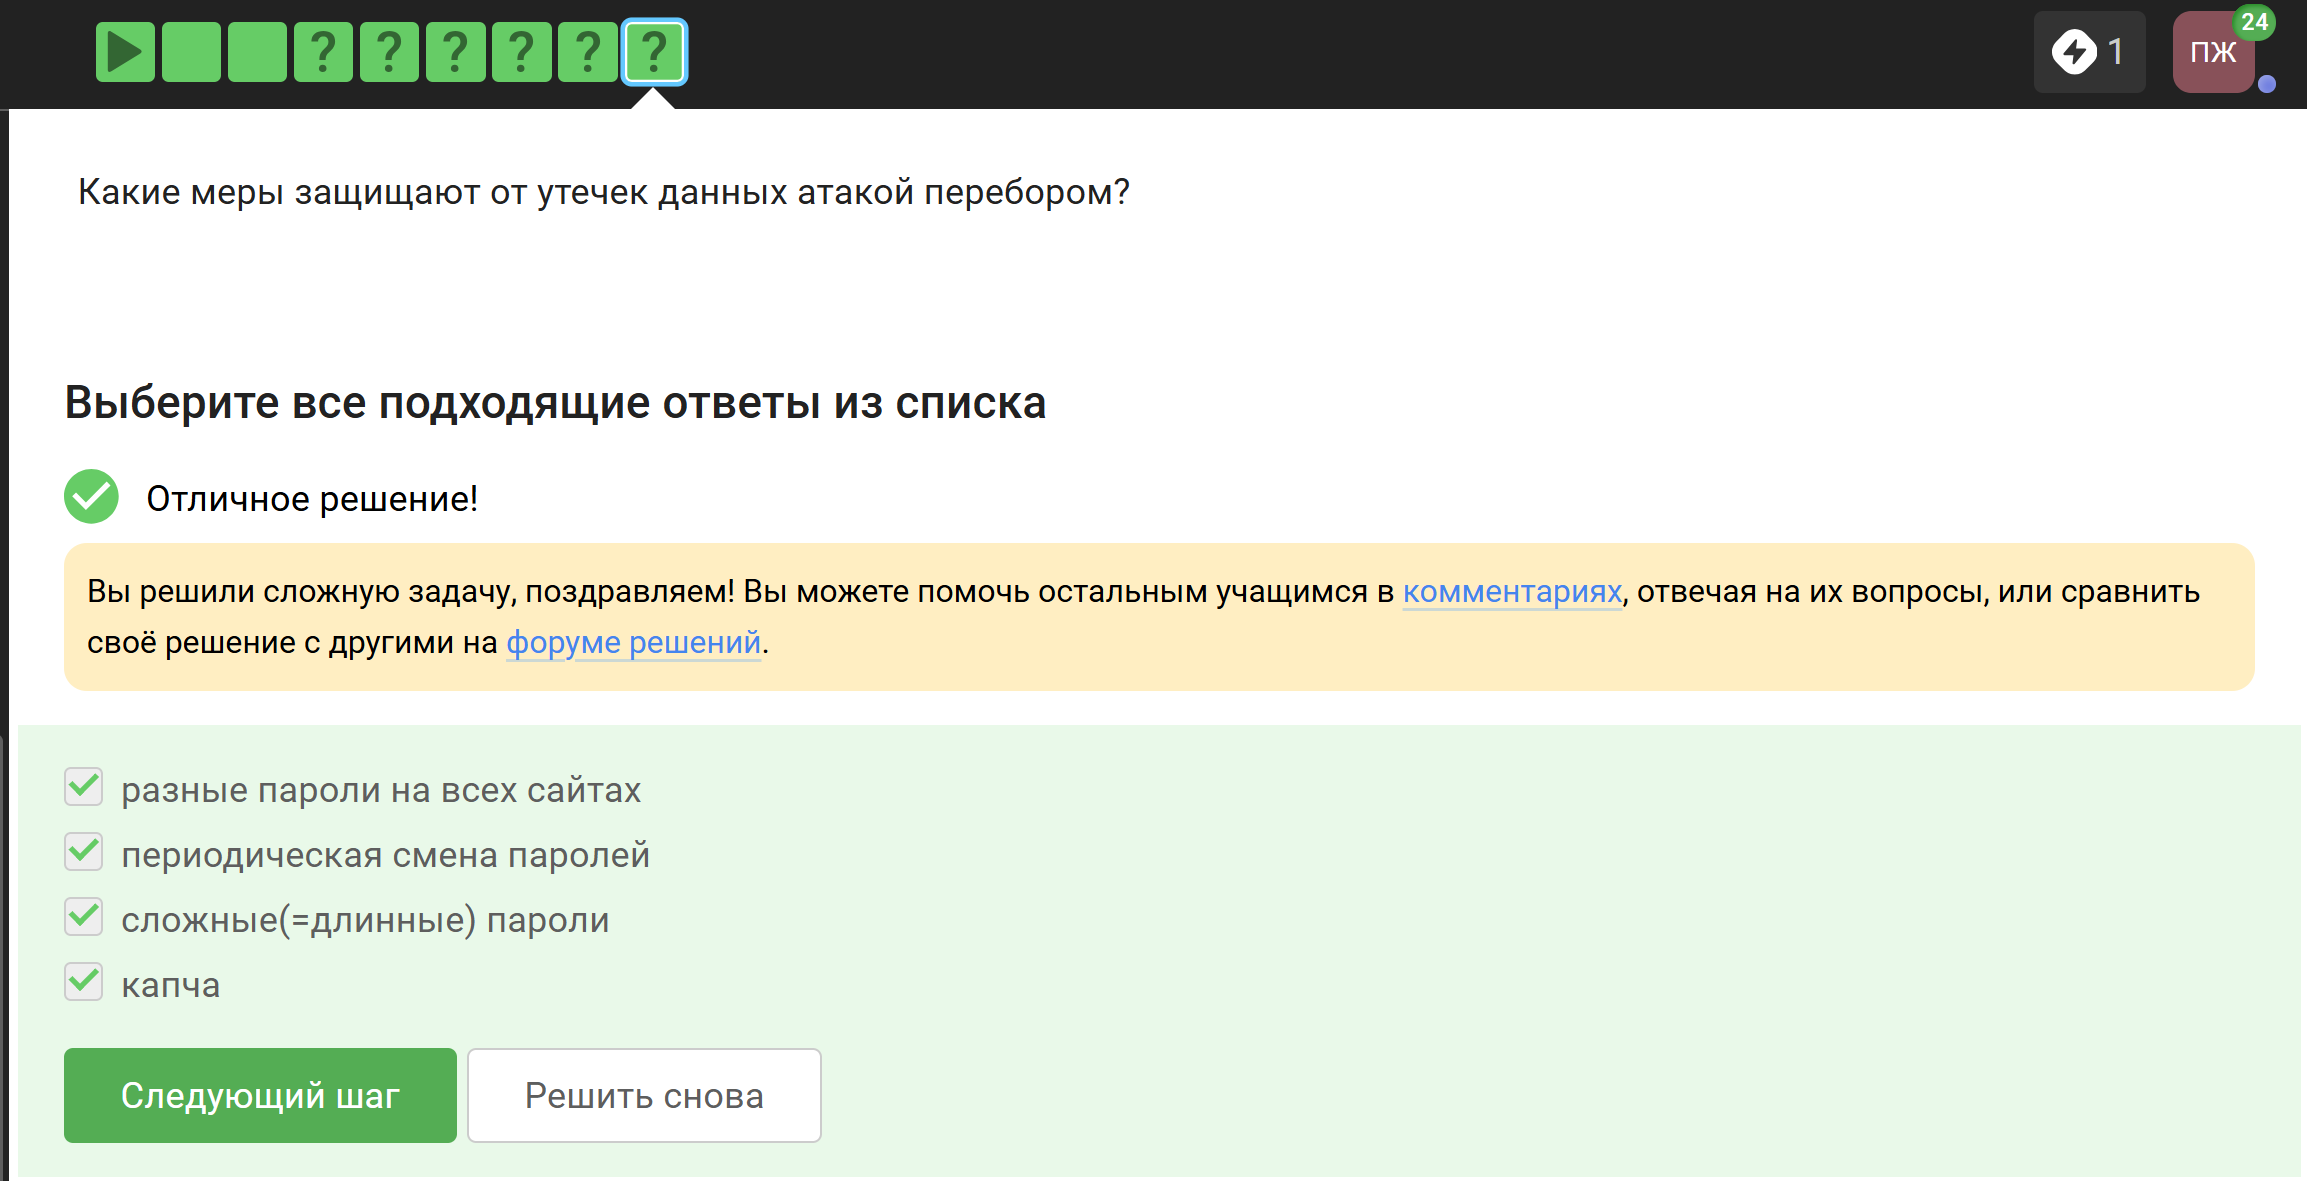 ? ? ? ? ? ?
1
ПЖ
24
Какие меры защищают от утечек данных атакой перебором?
Выберите все подходящие ответы из списка
Отличное решение!
Вы решили сложную задачу, поздравляем! Вы можете помочь остальным учащимся в комментариях, отвечая на их вопросы, или сравнить
своё решение с другими на форуме решений.
разные пароли на всех сайтах
периодическая смена паролей
сложные(=длинные) пароли
капча
Следующий шаг
Решить снова